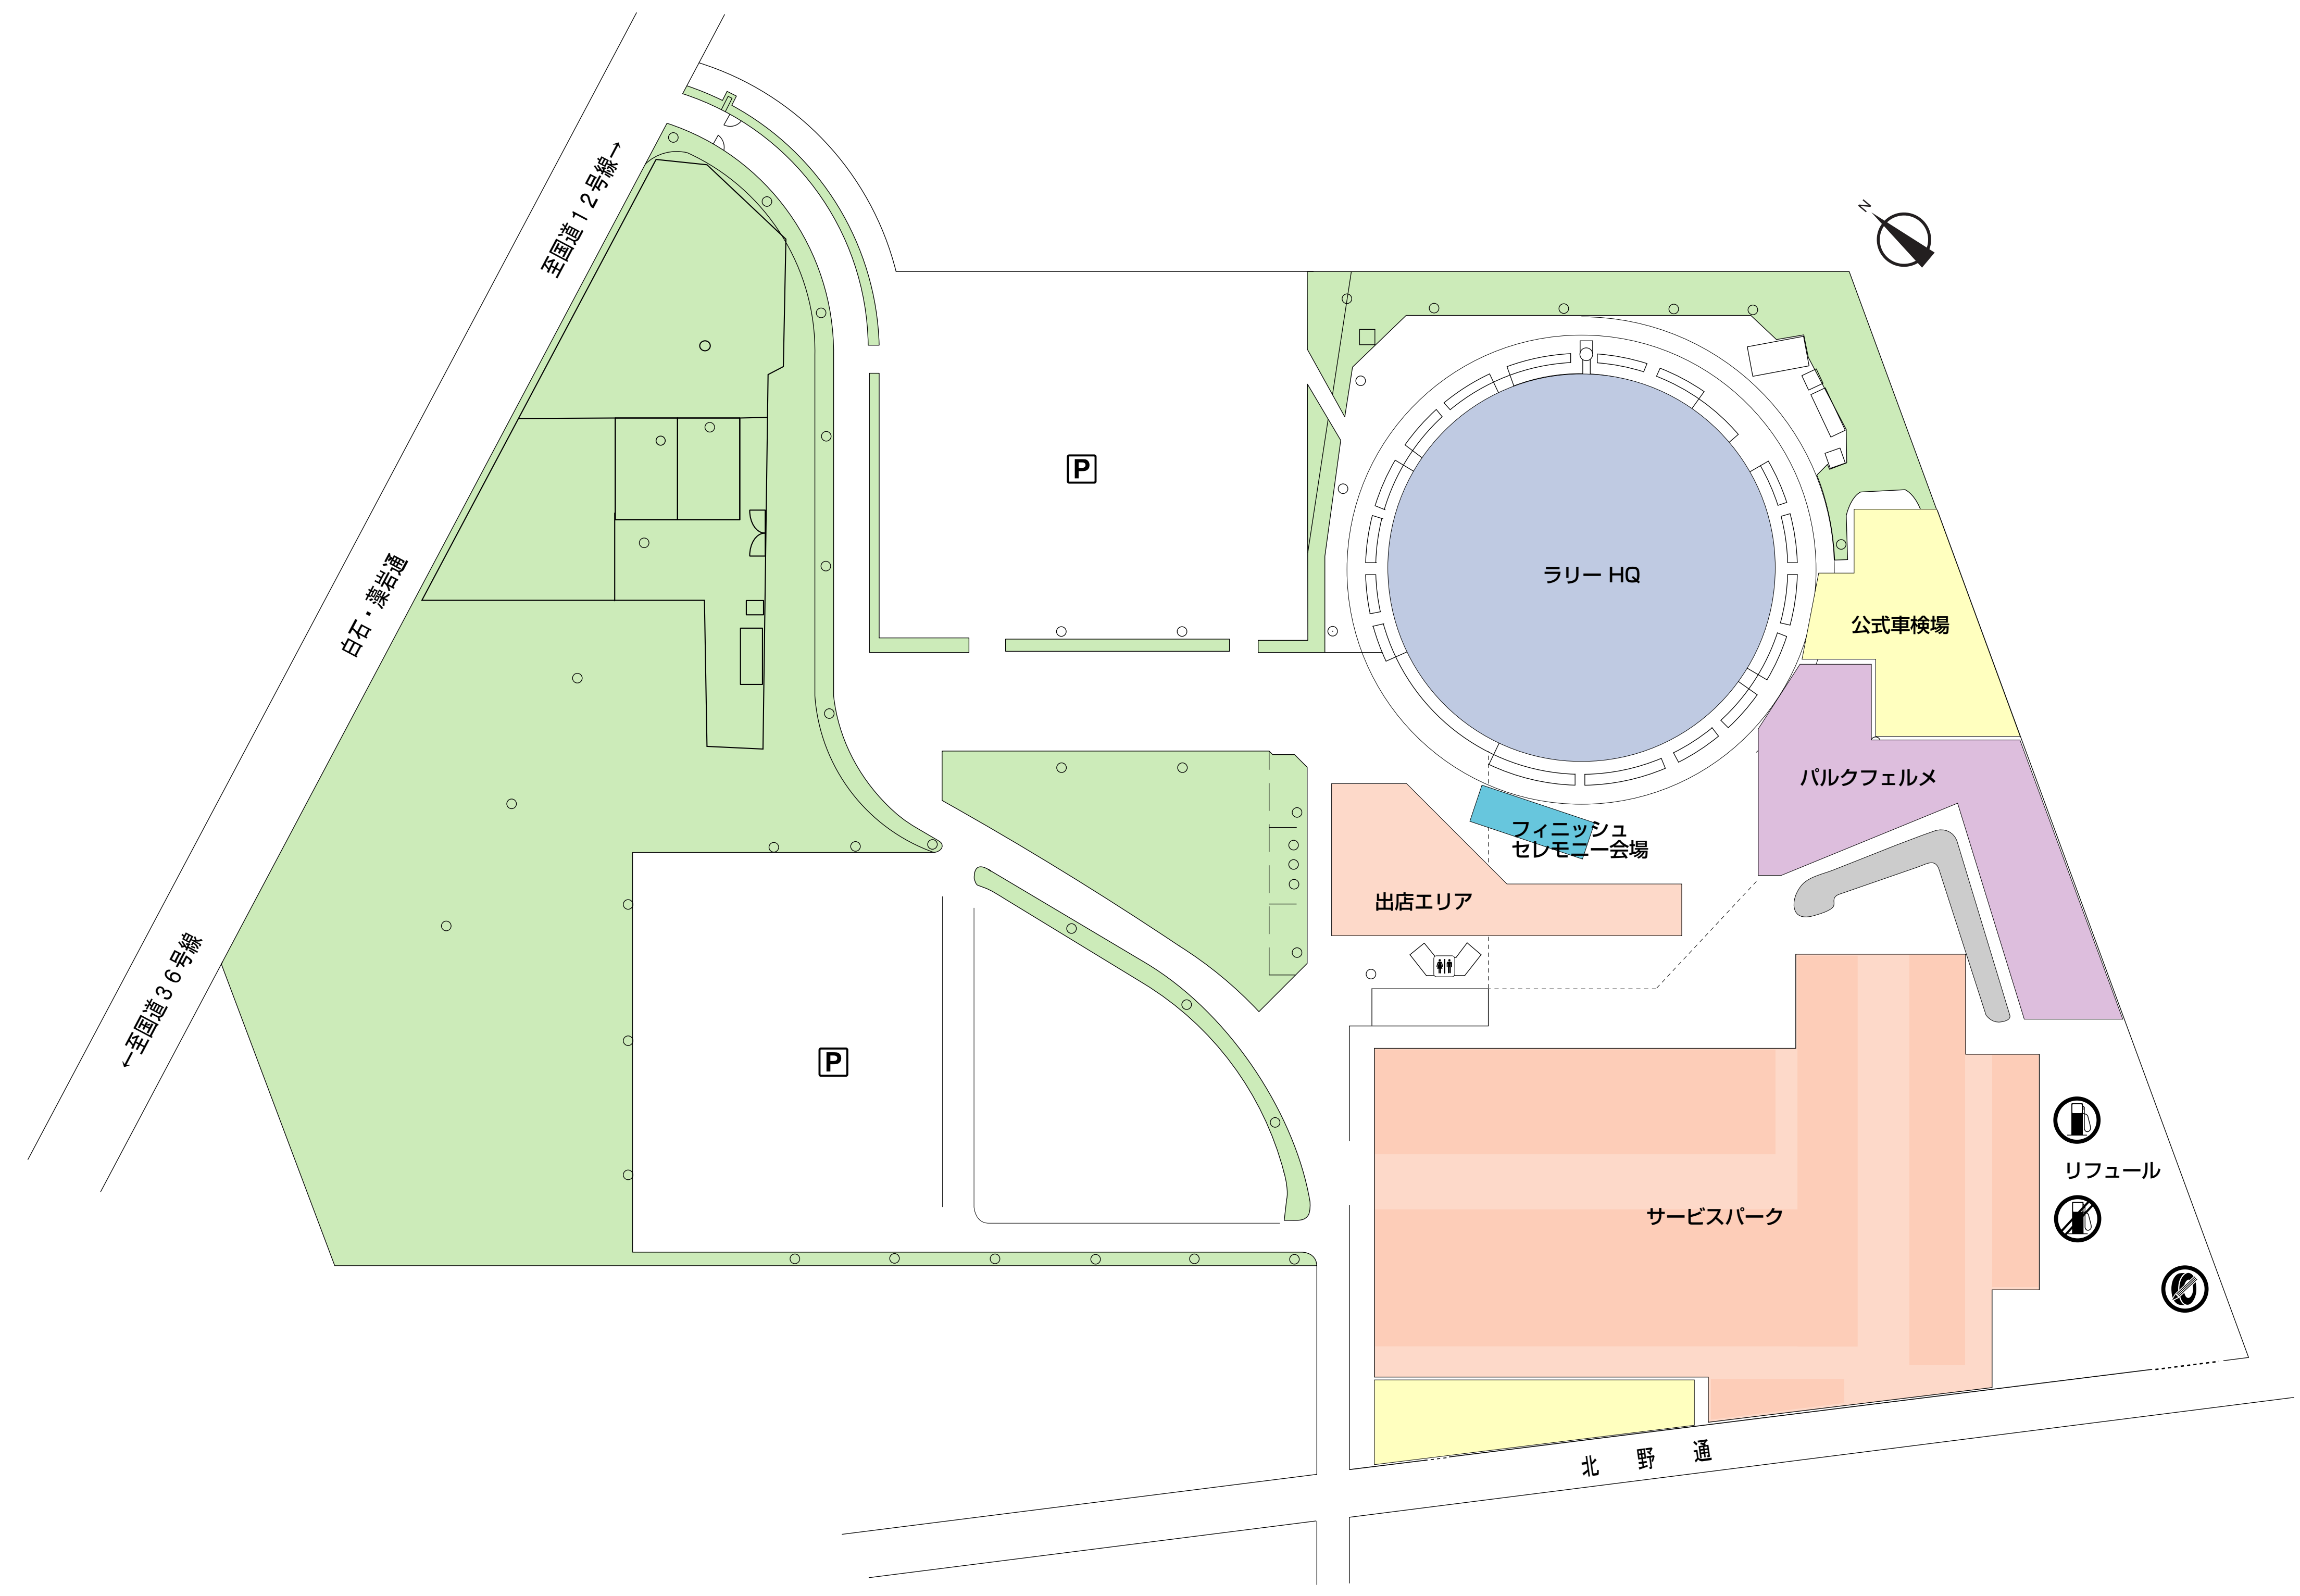 至国道12号線→
N
P
白石・藻岩通
ラリー HQ
公式車検場
パルクフェルメ
フィニッシュ
セレモニー会場
出店エリア
←至国道36号線
P
リフュール
サービスパーク
北 野 通